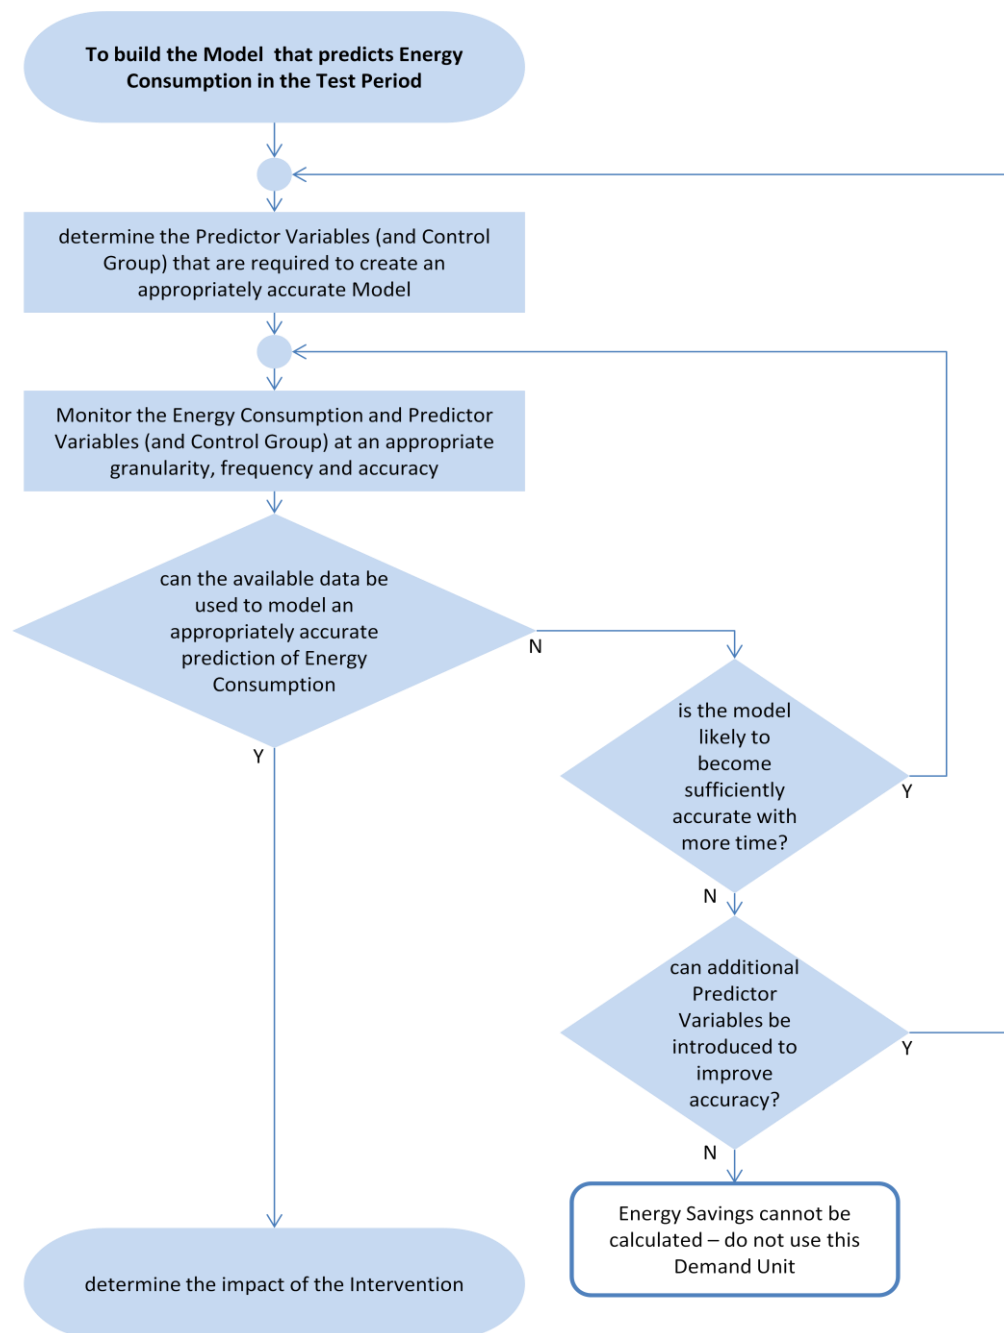 To build the Model that predicts Energy
Consumption in the Test Period
determine the Predictor Variables (and Control
Group) that are required to create an
appropriately accurate Model
Monitor the Energy Consumption and Predictor
Variables (and Control Group) at an appropriate
granularity, frequency and accuracy
can the available data be
used to model an
appropriately accurate
prediction of Energy
Consumption
N
Y
is the model
likely to
become
sufficiently
accurate with
more time?
Y
N
can additional
Predictor
Variables be
introduced to
improve
accuracy?
Y
N
Energy Savings cannot be
calculated – do not use this
Demand Unit
determine the impact of the Intervention